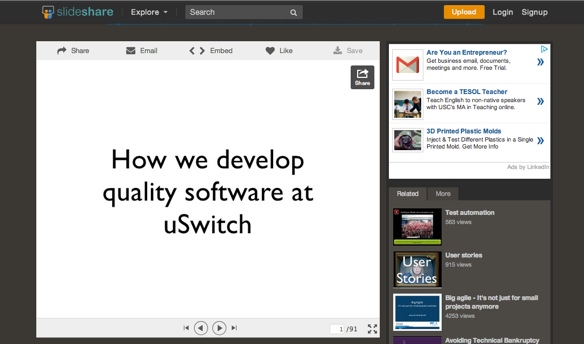 slideshare
Explore
Search
Upload
Login
Signup
Share
Email
Embed
Like
Save
Share
How we develop
quality software at
uSwitch
1 /91
Are You an Entrepreneur?
Get business email, documents,
meetings and more. Free Trial.
Become a TESOL Teacher
Teach English to non-native speakers
with USC's MA in Teaching online.
3D Printed Plastic Molds
Inject & Test Different Plastics in a Single
Printed Mold. Get More Info
Ads by LinkedIn
Related
More
Test automation
563 views
User
Stories
User stories
915 views
Big agile - It's not just for small
projects anymore
4253 views
Avoiding Technical Bankruptcy